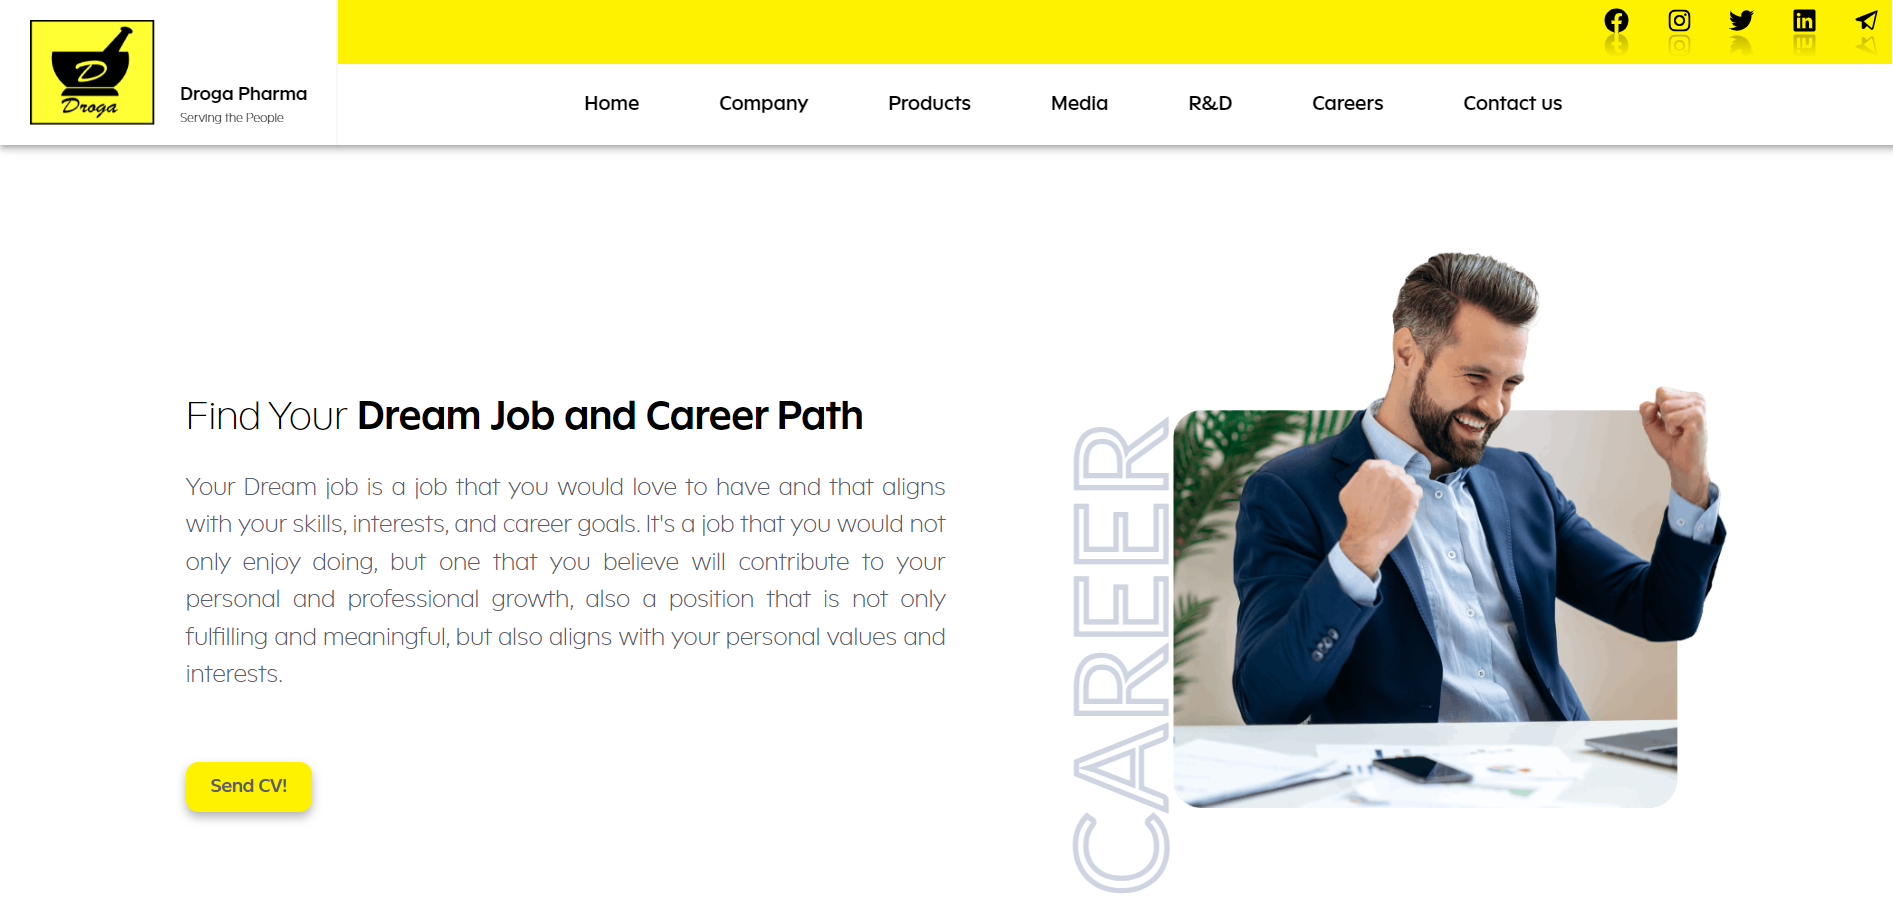 D
Droga
Droga Pharma
Serving the People
Home
Company
Products
Media
R&D
Careers
Contact us
Find Your Dream Job and Career Path
Your Dream job is a job that you would love to have and that aligns
with your skills, interests, and career goals. It's a job that you would not
only enjoy doing, but one that you believe will contribute to your
personal and professional growth, also a position that is not only
fulfilling and meaningful, but also aligns with your personal values and
interests.
Send CV!
CAREER